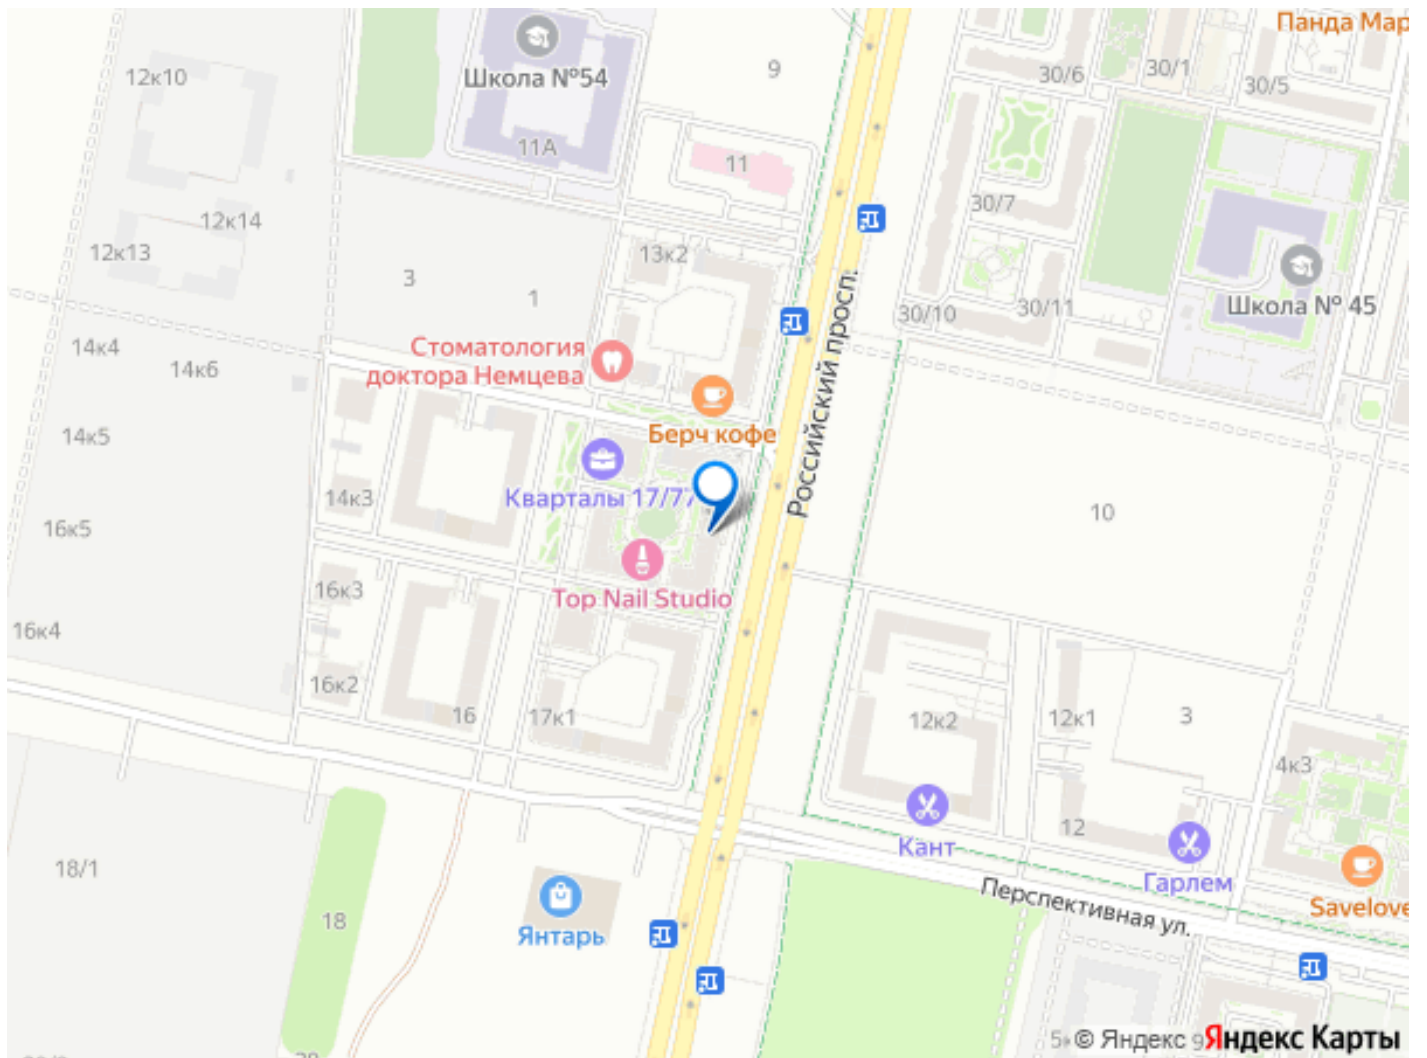 Панда Мар
Школа №54
12к10
9
30/6
30/1
30/5
11А
11
12к14
30/7
12к13
13к2
3
1
30/10
30/11
Школа № 45
14к4
14к6
Стоматология
доктора Немцева
Российский просп.
Берч кофе
14к5
14к3
Кварталы 17/77
10
16к5
16к3
Top Nail Studio
16к4
16к2
16
17к1
12к2
12к1
3
4к3
12
Кант
Гарлем
18/1
18
Янтарь
Перспективная ул.
Savelove
© Яндекс
Яндекс Карты